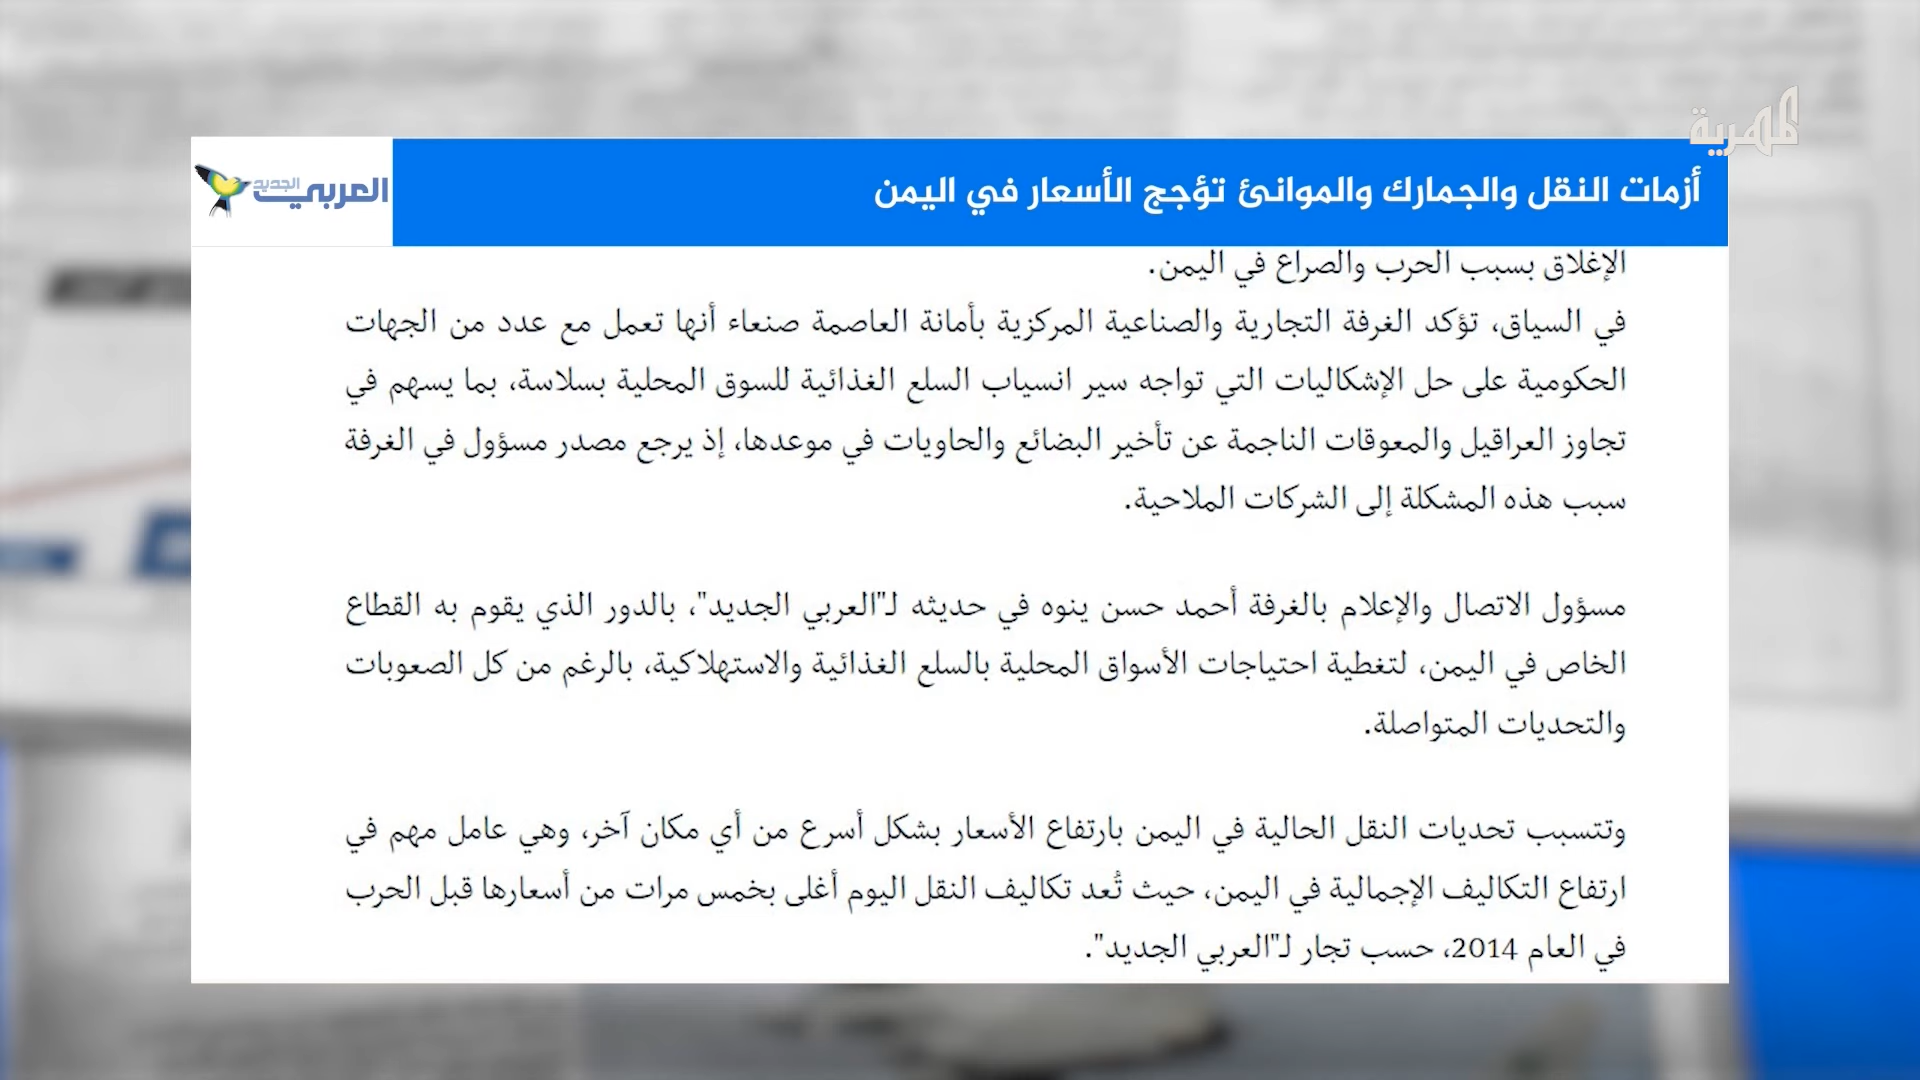 المهرية
أزمات النقل والجمارك والموانئ تؤجج الأسعار في اليمن
العربي الجديد
الإغلاق بسبب الحرب والصراع في اليمن.
في السياق، تؤكد الغرفة التجارية والصناعية المركزية بأمانة العاصمة صنعاء أنها تعمل مع عدد من الجهات
الحكومية على حل الإشكاليات التي تواجه سير انسياب السلع الغذائية للسوق المحلية بسلاسة، بما يسهم في
تجاوز العراقيل والمعوقات الناجمة عن تأخير البضائع والحاويات في موعدها، إذ يرجع مصدر مسؤول في الغرفة
سبب هذه المشكلة إلى الشركات الملاحية.
مسؤول الاتصال والإعلام بالغرفة أحمد حسن ينوه في حديثه لـ"العربي الجديد"، بالدور الذي يقوم به القطاع
الخاص في اليمن، لتغطية احتياجات الأسواق المحلية بالسلع الغذائية والاستهلاكية، بالرغم من كل الصعوبات
والتحديات المتواصلة.
وتتسبب تحديات النقل الحالية في اليمن بارتفاع الأسعار بشكل أسرع من أي مكان آخر، وهي عامل مهم في
ارتفاع التكاليف الإجمالية في اليمن، حيث تُعد تكاليف النقل اليوم أغلى بخمس مرات من أسعارها قبل الحرب
في العام 2014، حسب تجار لـ"العربي الجديد".